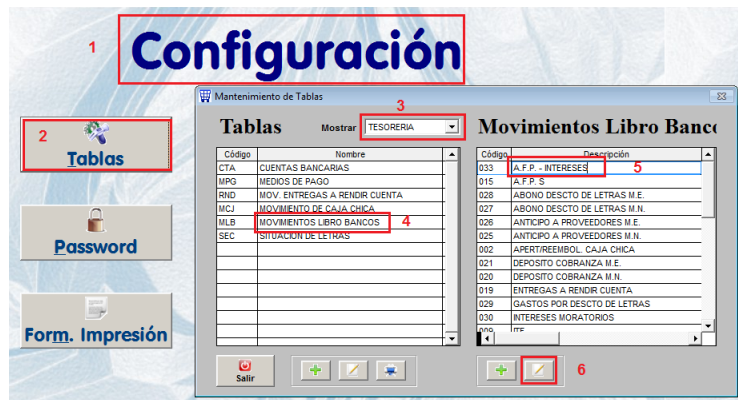 1
Configuración
Mantenimiento de Tablas
2
Tablas
Password
Form. Impresión
3
Tablas
Mostrar TESORERIA
Código Nombre
CTA CUENTAS BANCARIAS
MPG MEDIOS DE PAGO
RND MOV. ENTREGAS A RENDIR CUENTA
MCJ MOVIMIENTO DE CAJA CHICA
MLB MOVIMIENTOS LIBRO BANCOS
4
SEC SITUACION DE LETRAS
Salir
Movimientos Libro Banco
Código Descripción
033 A.F.P. - INTERESES
5
015 A.F.P. S
028 ABONO DESCTO DE LETRAS M.E.
027 ABONO DESCTO DE LETRAS M.N.
026 ANTICIPO A PROVEEDORES M.E.
025 ANTICIPO A PROVEEDORES M.N.
002 APERT/REEMBOL. CAJA CHICA
021 DEPOSITO COBRANZA M.E.
020 DEPOSITO COBRANZA M.N.
019 ENTREGAS A RENDIR CUENTA
029 GASTOS POR DESCTO DE LETRAS
030 INTERESES MORATORIOS
009 ITF
6